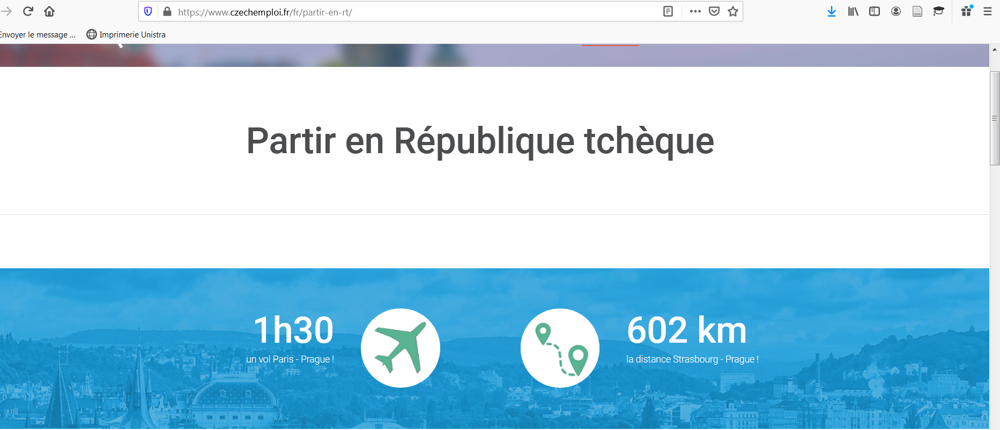 https://www.czechemploi.fr/fr/partir-en-rt/
Envoyer le message ...
Imprimerie Unistra
Partir en République tchèque
1h30
un vol Paris - Prague !
602 km
la distance Strasbourg - Prague !